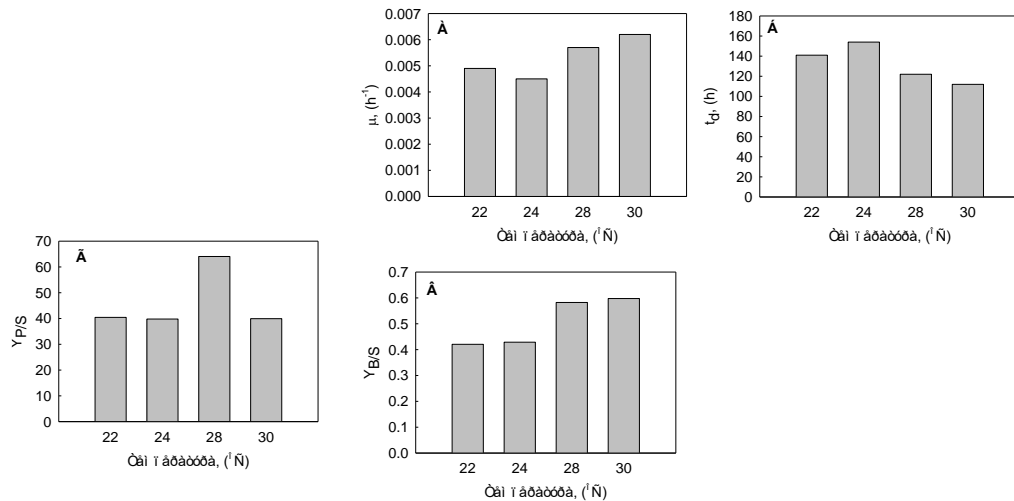 À
μ, (h⁻¹)
0.007
0.006
0.005
0.004
0.003
0.002
0.001
0.000
22 24 28 30
Òåì ï åðàòóðà, (ºÑ)
Á
t_d, (h)
180
160
140
120
100
80
60
40
20
0
22 24 28 30
Òåì ï åðàòóðà, (ºÑ)
Ã
Y_P/S
70
60
50
40
30
20
10
0
22 24 28 30
Òåì ï åðàòóðà, (ºÑ)
Â
Y_B/S
0.7
0.6
0.5
0.4
0.3
0.2
0.1
0.0
22 24 28 30
Òåì ï åðàòóðà, (ºÑ)